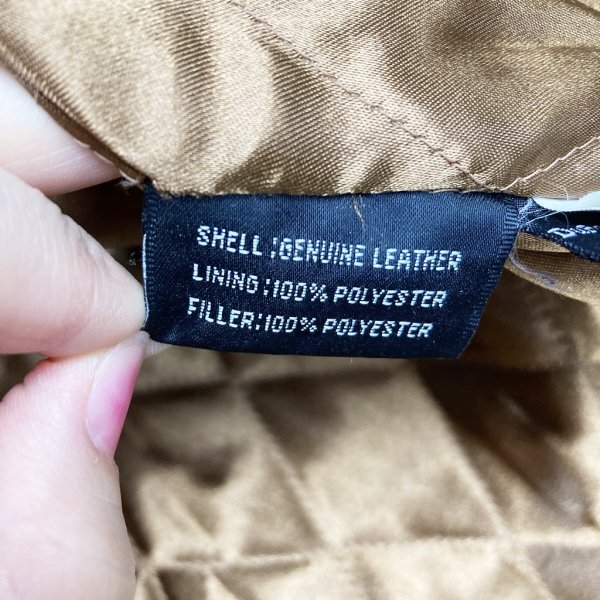 SHELL:GENUINE LEATHER
LINING:100% POLYESTER
FILLER:100% POLYESTER